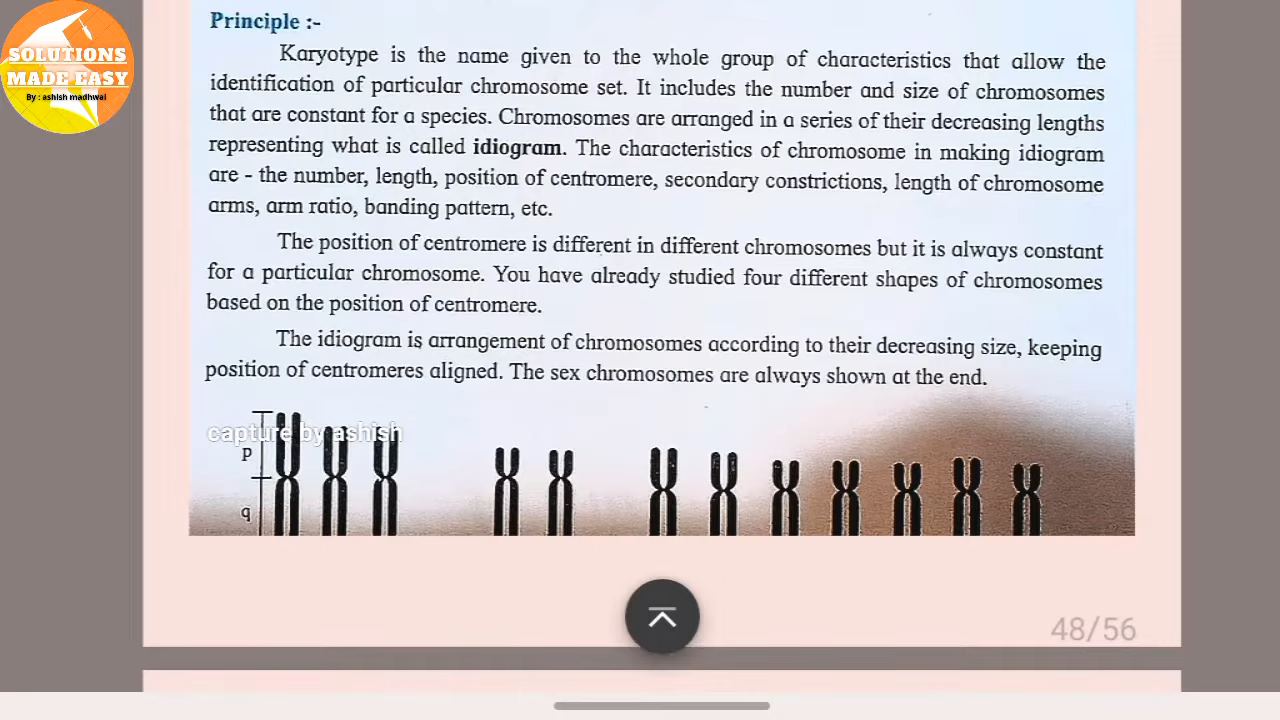 SOLUTIONS
MADE EASY
By : ashish madhwal
Principle :-
Karyotype is the name given to the whole group of characteristics that allow the
identification of particular chromosome set. It includes the number and size of chromosomes
that are constant for a species. Chromosomes are arranged in a series of their decreasing lengths
representing what is called idiogram. The characteristics of chromosome in making idiogram
are - the number, length, position of centromere, secondary constrictions, length of chromosome
arms, arm ratio, banding pattern, etc.
The position of centromere is different in different chromosomes but it is always constant
for a particular chromosome. You have already studied four different shapes of chromosomes
based on the position of centromere.
The idiogram is arrangement of chromosomes according to their decreasing size, keeping
position of centromeres aligned. The sex chromosomes are always shown at the end.
capture by ashish
p
q
48/56